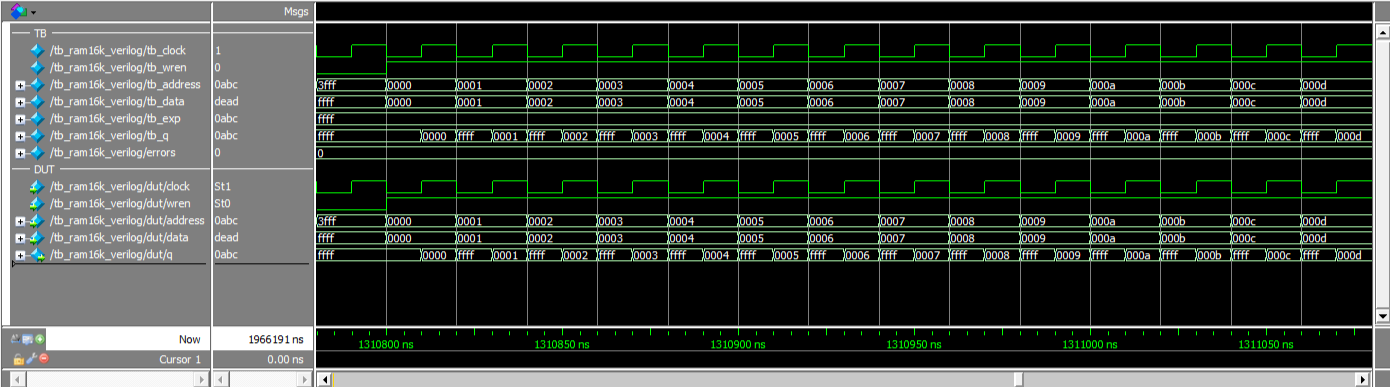 Msgs
TB
/tb_ram16k_verilog/tb_clock 1
/tb_ram16k_verilog/tb_wren 0
/tb_ram16k_verilog/tb_address 0abc 3fff 0000 0001 0002 0003 0004 0005 0006 0007 0008 0009 000a 000b 000c 000d
/tb_ram16k_verilog/tb_data dead ffff 0000 0001 0002 0003 0004 0005 0006 0007 0008 0009 000a 000b 000c 000d
/tb_ram16k_verilog/tb_exp 0abc ffff
/tb_ram16k_verilog/tb_q 0abc ffff 0000 ffff 0001 ffff 0002 ffff 0003 ffff 0004 ffff 0005 ffff 0006 ffff 0007 ffff 0008 ffff 0009 ffff 000a ffff 000b ffff 000c ffff 000d
/tb_ram16k_verilog/errors 0 0
DUT
/tb_ram16k_verilog/dut/clock St1
/tb_ram16k_verilog/dut/wren St0
/tb_ram16k_verilog/dut/address 0abc 3fff 0000 0001 0002 0003 0004 0005 0006 0007 0008 0009 000a 000b 000c 000d
/tb_ram16k_verilog/dut/data dead ffff 0000 0001 0002 0003 0004 0005 0006 0007 0008 0009 000a 000b 000c 000d
/tb_ram16k_verilog/dut/q 0abc ffff 0000 ffff 0001 ffff 0002 ffff 0003 ffff 0004 ffff 0005 ffff 0006 ffff 0007 ffff 0008 ffff 0009 ffff 000a ffff 000b ffff 000c ffff 000d
Now 1966191 ns 1310800 ns 1310850 ns 1310900 ns 1310950 ns 1311000 ns 1311050 ns
Cursor 1 0.00 ns